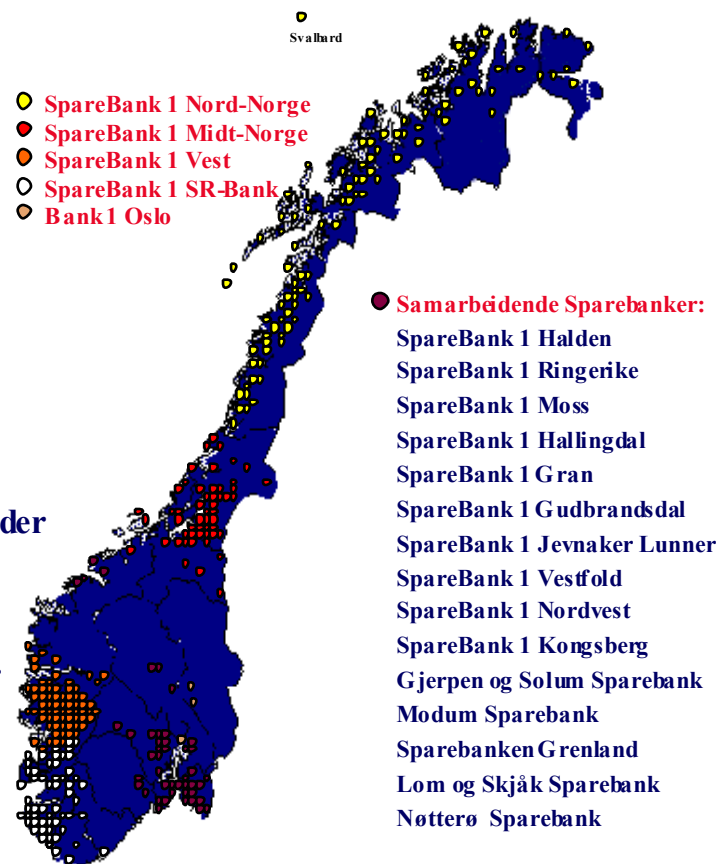 Svalbard
SpareBank 1 Nord-Norge
SpareBank 1 Midt-Norge
SpareBank 1 Vest
SpareBank 1 SR-Bank
Bank 1 Oslo
Samarbeidende Sparebanker:
SpareBank 1 Halden
SpareBank 1 Ringerike
SpareBank 1 Moss
SpareBank 1 Hallingdal
SpareBank 1 Gran
SpareBank 1 Gudbrandsdal
SpareBank 1 Jevnaker Lunner
SpareBank 1 Vestfold
SpareBank 1 Nordvest
SpareBank 1 Kongsberg
Gjerpen og Solum Sparebank
Modum Sparebank
Sparebanken Grenland
Lom og Skjåk Sparebank
Nøtterø Sparebank
der